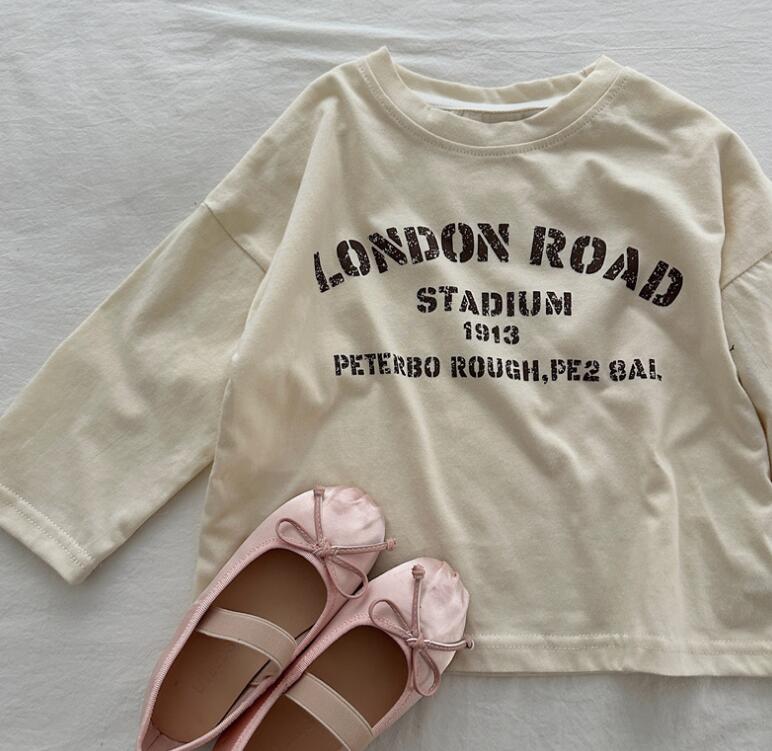 LONDON ROAD
STADIUM
1913
PETERBO ROUGH,PE2 8AL